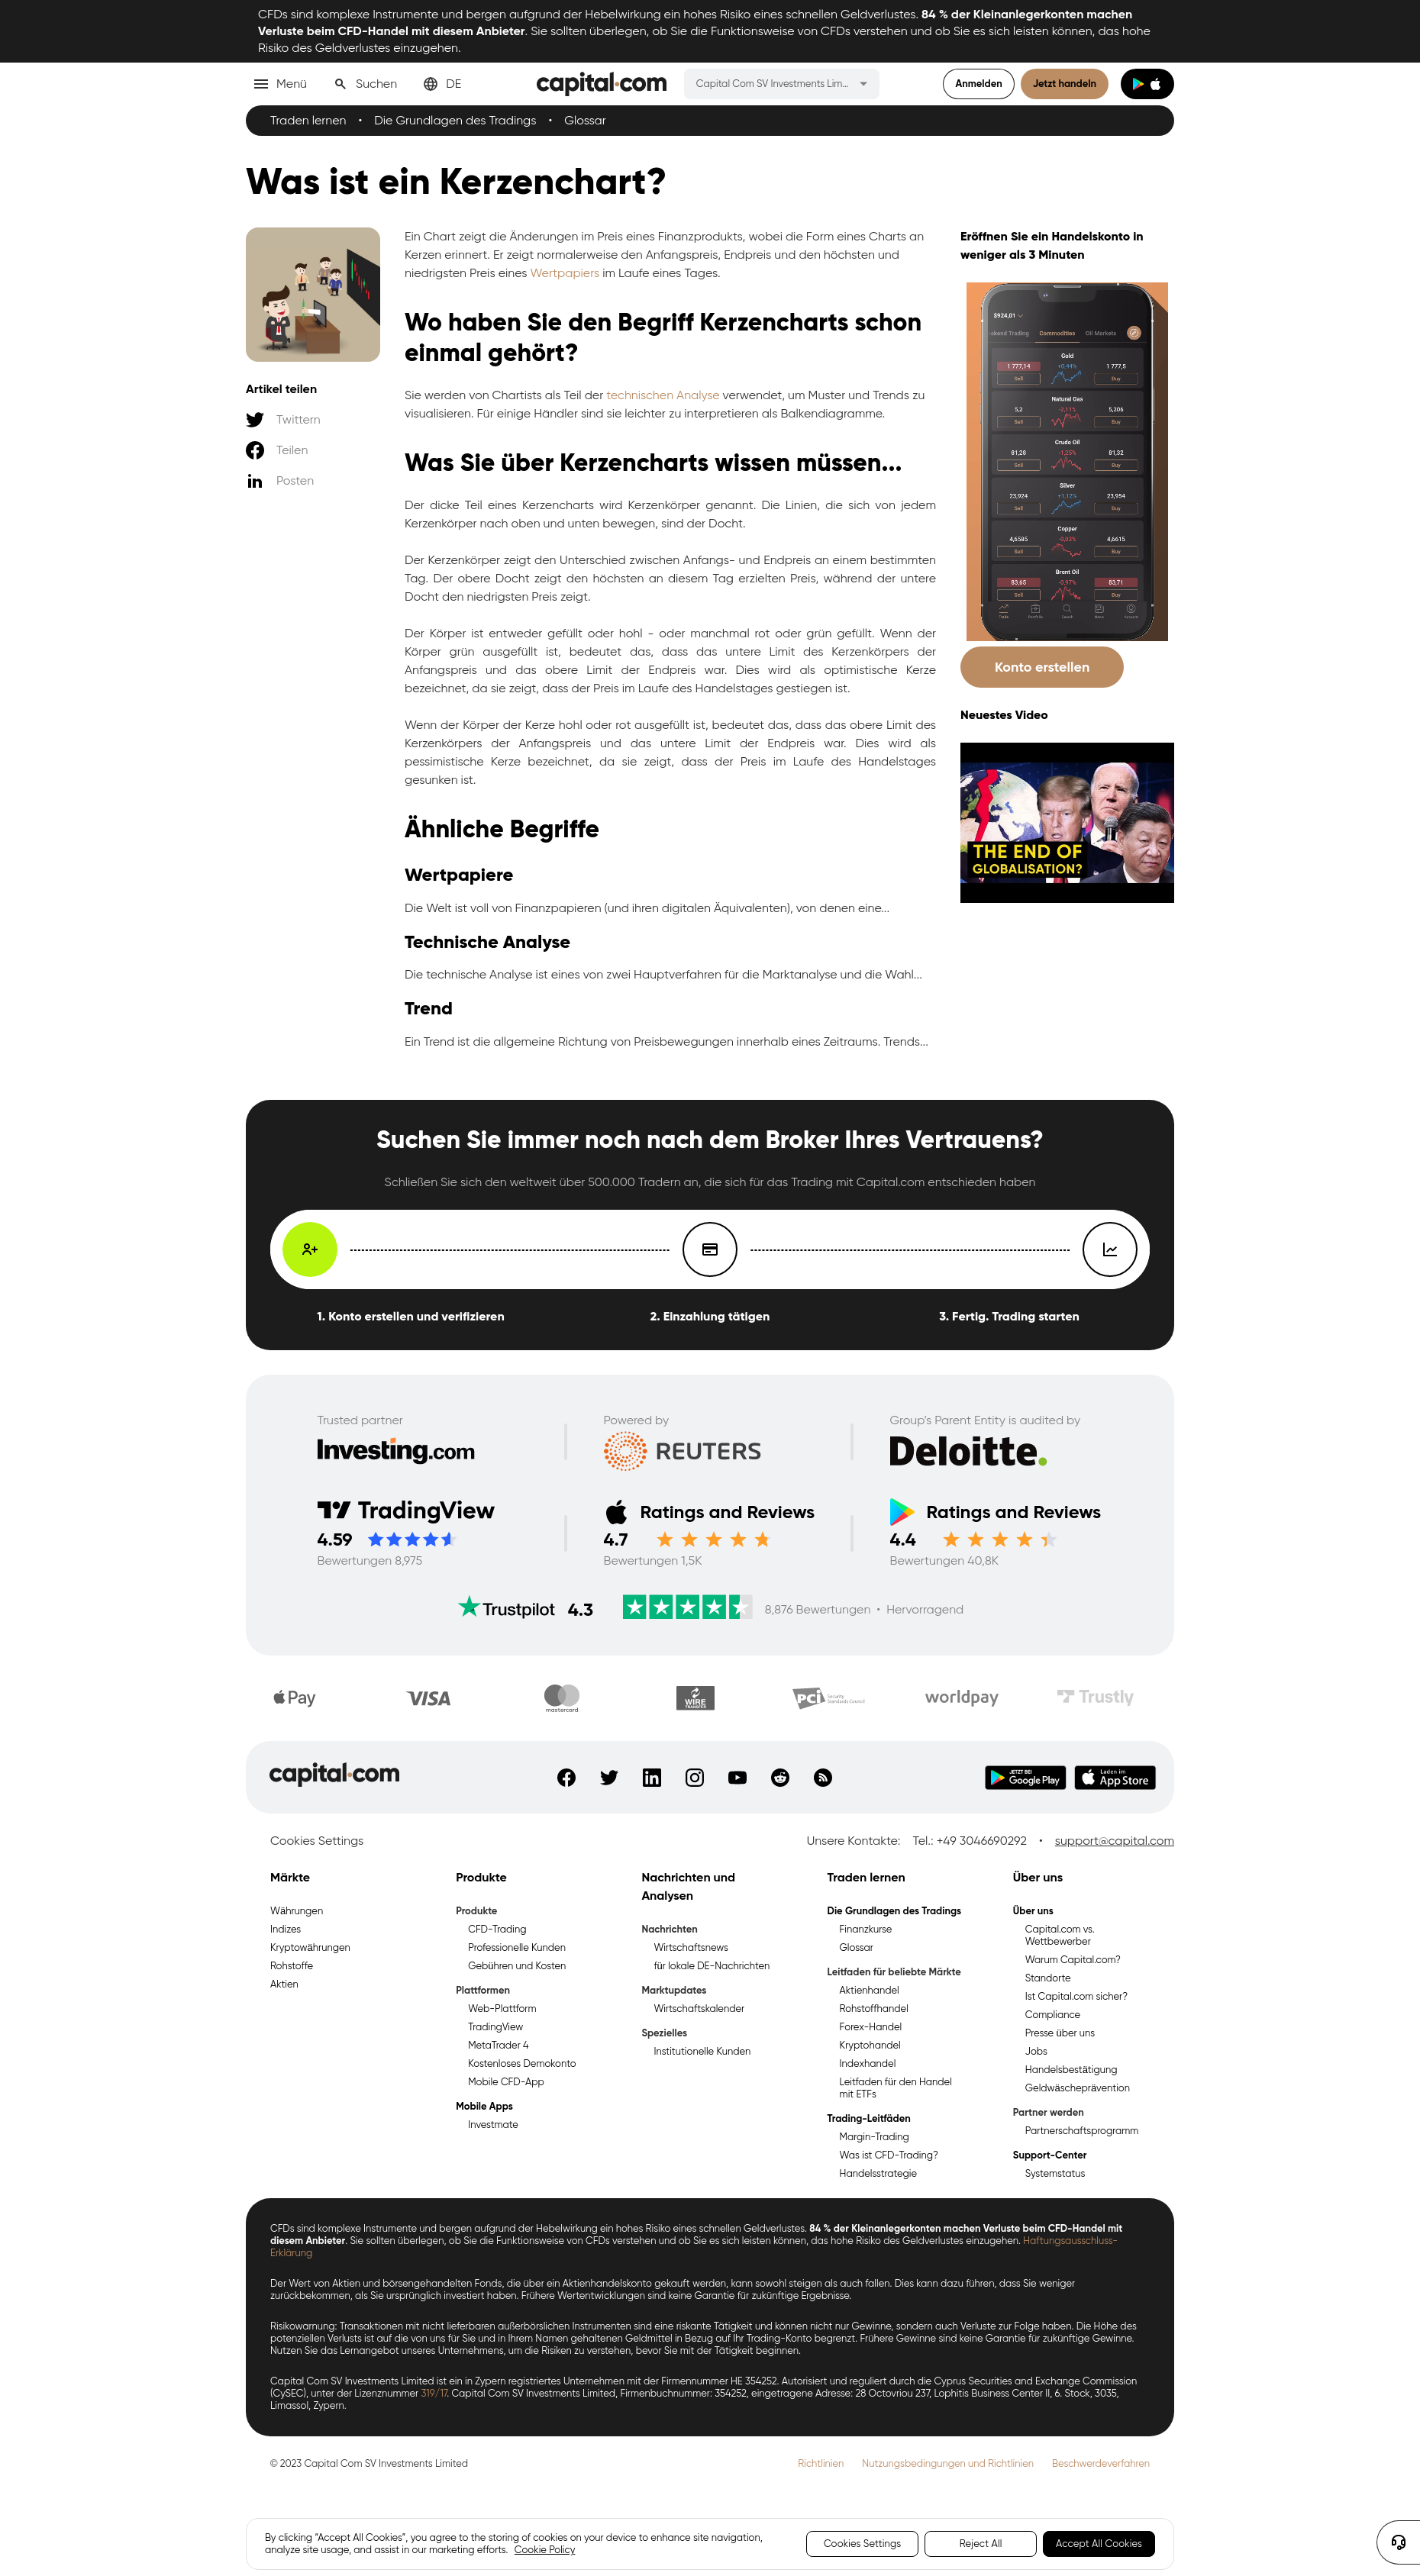 CFDs sind komplexe Instrumente und bergen aufgrund der Hebelwirkung ein hohes Risiko eines schnellen Geldverlustes. 84 % der Kleinanlegerkonten machen
Verluste beim CFD-Handel mit diesem Anbieter. Sie sollten überlegen, ob Sie die Funktionsweise von CFDs verstehen und ob Sie es sich leisten können, das hohe
Risiko des Geldverlustes einzugehen.
Menü
Suchen
DE
capital.com
Capital Com SV Investments Lim...
Anmelden
Jetzt handeln
Traden lernen • Die Grundlagen des Tradings • Glossar
Was ist ein Kerzenchart?
Artikel teilen
Twittern
Teilen
Posten
Ein Chart zeigt die Änderungen im Preis eines Finanzprodukts, wobei die Form eines Charts an
Kerzen erinnert. Er zeigt normalerweise den Anfangspreis, Endpreis und den höchsten und
niedrigsten Preis eines Wertpapiers im Laufe eines Tages.
Wo haben Sie den Begriff Kerzencharts schon
einmal gehört?
Sie werden von Chartists als Teil der technischen Analyse verwendet, um Muster und Trends zu
visualisieren. Für einige Händler sind sie leichter zu interpretieren als Balkendiagramme.
Was Sie über Kerzencharts wissen müssen...
Der dicke Teil eines Kerzencharts wird Kerzenkörper genannt. Die Linien, die sich von jedem
Kerzenkörper nach oben und unten bewegen, sind der Docht.
Der Kerzenkörper zeigt den Unterschied zwischen Anfangs- und Endpreis an einem bestimmten
Tag. Der obere Docht zeigt den höchsten an diesem Tag erzielten Preis, während der untere
Docht den niedrigsten Preis zeigt.
Der Körper ist entweder gefüllt oder hohl - oder manchmal rot oder grün gefüllt. Wenn der
Körper grün ausgefüllt ist, bedeutet das, dass das untere Limit des Kerzenkörpers der
Anfangspreis und das obere Limit der Endpreis war. Dies wird als optimistische Kerze
bezeichnet, da sie zeigt, dass der Preis im Laufe des Handelstages gestiegen ist.
Wenn der Körper der Kerze hohl oder rot ausgefüllt ist, bedeutet das, dass das obere Limit des
Kerzenkörpers der Anfangspreis und das untere Limit der Endpreis war. Dies wird als
pessimistische Kerze bezeichnet, da sie zeigt, dass der Preis im Laufe des Handelstages
gesunken ist.
Ähnliche Begriffe
Wertpapiere
Die Welt ist voll von Finanzpapieren (und ihren digitalen Äquivalenten), von denen eine...
Technische Analyse
Die technische Analyse ist eines von zwei Hauptverfahren für die Marktanalyse und die Wahl...
Trend
Ein Trend ist die allgemeine Richtung von Preisbewegungen innerhalb eines Zeitraums. Trends...
Eröffnen Sie ein Handelskonto in
weniger als 3 Minuten
$924,01
Weekend Trading Commodities Oil Markets
Gold
1 777,14 +0,44% 1 777,5
Sell Buy
Natural Gas
5,2 -2,11% 5,206
Sell Buy
Crude Oil
81,28 -1,25% 81,32
Sell Buy
Silver
23,924 +1,12% 23,954
Sell Buy
Copper
4,6585 -0,03% 4,6615
Sell Buy
Brent Oil
83,65 -0,97% 83,71
Sell Buy
Konto erstellen
Neuestes Video
THE END OF
GLOBALISATION?
Suchen Sie immer noch nach dem Broker Ihres Vertrauens?
Schließen Sie sich den weltweit über 500.000 Tradern an, die sich für das Trading mit Capital.com entschieden haben
1. Konto erstellen und verifizieren
2. Einzahlung tätigen
3. Fertig. Trading starten
Trusted partner
Investing.com
Powered by
REUTERS
Group's Parent Entity is audited by
Deloitte.
TradingView
4.59
Bewertungen 8,975
Ratings and Reviews
4.7
Bewertungen 1,5K
Ratings and Reviews
4.4
Bewertungen 40,8K
Trustpilot 4.3 8,876 Bewertungen • Hervorragend
Pay
VISA
mastercard
WIRE TRANSFER
PCI Security Standards Council
worldpay
Trustly
capital.com
JETZT BEI Google Play
Laden im App Store
Cookies Settings
Unsere Kontakte: Tel.: +49 3046690292 • support@capital.com
Märkte
Währungen
Indizes
Kryptowährungen
Rohstoffe
Aktien
Produkte
Produkte
CFD-Trading
Professionelle Kunden
Gebühren und Kosten
Plattformen
Web-Plattform
TradingView
MetaTrader 4
Kostenloses Demokonto
Mobile CFD-App
Mobile Apps
Investmate
Nachrichten und
Analysen
Nachrichten
Wirtschaftsnews
für lokale DE-Nachrichten
Marktupdates
Wirtschaftskalender
Spezielles
Institutionelle Kunden
Traden lernen
Die Grundlagen des Tradings
Finanzkurse
Glossar
Leitfaden für beliebte Märkte
Aktienhandel
Rohstoffhandel
Forex-Handel
Kryptohandel
Indexhandel
Leitfaden für den Handel
mit ETFs
Trading-Leitfäden
Margin-Trading
Was ist CFD-Trading?
Handelsstrategie
Über uns
Über uns
Capital.com vs.
Wettbewerber
Warum Capital.com?
Standorte
Ist Capital.com sicher?
Compliance
Presse über uns
Jobs
Handelsbestätigung
Geldwäscheprävention
Partner werden
Partnerschaftsprogramm
Support-Center
Systemstatus
CFDs sind komplexe Instrumente und bergen aufgrund der Hebelwirkung ein hohes Risiko eines schnellen Geldverlustes. 84 % der Kleinanlegerkonten machen Verluste beim CFD-Handel mit
diesem Anbieter. Sie sollten überlegen, ob Sie die Funktionsweise von CFDs verstehen und ob Sie es sich leisten können, das hohe Risiko des Geldverlustes einzugehen. Haftungsausschluss-
Erklärung
Der Wert von Aktien und börsengehandelten Fonds, die über ein Aktienhandelskonto gekauft werden, kann sowohl steigen als auch fallen. Dies kann dazu führen, dass Sie weniger
zurückbekommen, als Sie ursprünglich investiert haben. Frühere Wertentwicklungen sind keine Garantie für zukünftige Ergebnisse.
Risikowarnung: Transaktionen mit nicht lieferbaren außerbörslichen Instrumenten sind eine riskante Tätigkeit und können nicht nur Gewinne, sondern auch Verluste zur Folge haben. Die Höhe des
potenziellen Verlusts ist auf die von uns für Sie und in Ihrem Namen gehaltenen Geldmittel in Bezug auf Ihr Trading-Konto begrenzt. Frühere Gewinne sind keine Garantie für zukünftige Gewinne.
Nutzen Sie das Lernangebot unseres Unternehmens, um die Risiken zu verstehen, bevor Sie mit der Tätigkeit beginnen.
Capital Com SV Investments Limited ist ein in Zypern registriertes Unternehmen mit der Firmennummer HE 354252. Autorisiert und reguliert durch die Cyprus Securities and Exchange Commission
(CySEC), unter der Lizenznummer 319/17. Capital Com SV Investments Limited, Firmenbuchnummer: 354252, eingetragene Adresse: 28 Octovriou 237, Lophitis Business Center II, 6. Stock, 3035,
Limassol, Zypern.
© 2023 Capital Com SV Investments Limited
Richtlinien Nutzungsbedingungen und Richtlinien Beschwerdeverfahren
By clicking "Accept All Cookies", you agree to the storing of cookies on your device to enhance site navigation,
analyze site usage, and assist in our marketing efforts. Cookie Policy
Cookies Settings
Reject All
Accept All Cookies